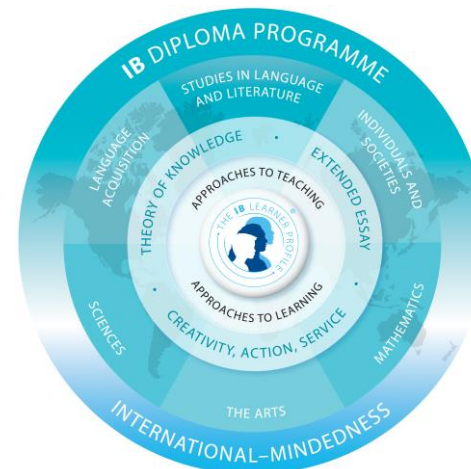 IB DIPLOMA PROGRAMME
STUDIES IN LANGUAGE
AND LITERATURE
LANGUAGE
ACQUISITION
INDIVIDUALS AND
SOCIETIES
THEORY OF KNOWLEDGE
·
EXTENDED ESSAY
APPROACHES TO TEACHING
· THE IB LEARNER PROFILE ·
®
APPROACHES TO LEARNING
· CREATIVITY, ACTION, SERVICE ·
SCIENCES
MATHEMATICS
THE ARTS
INTERNATIONAL–MINDEDNESS